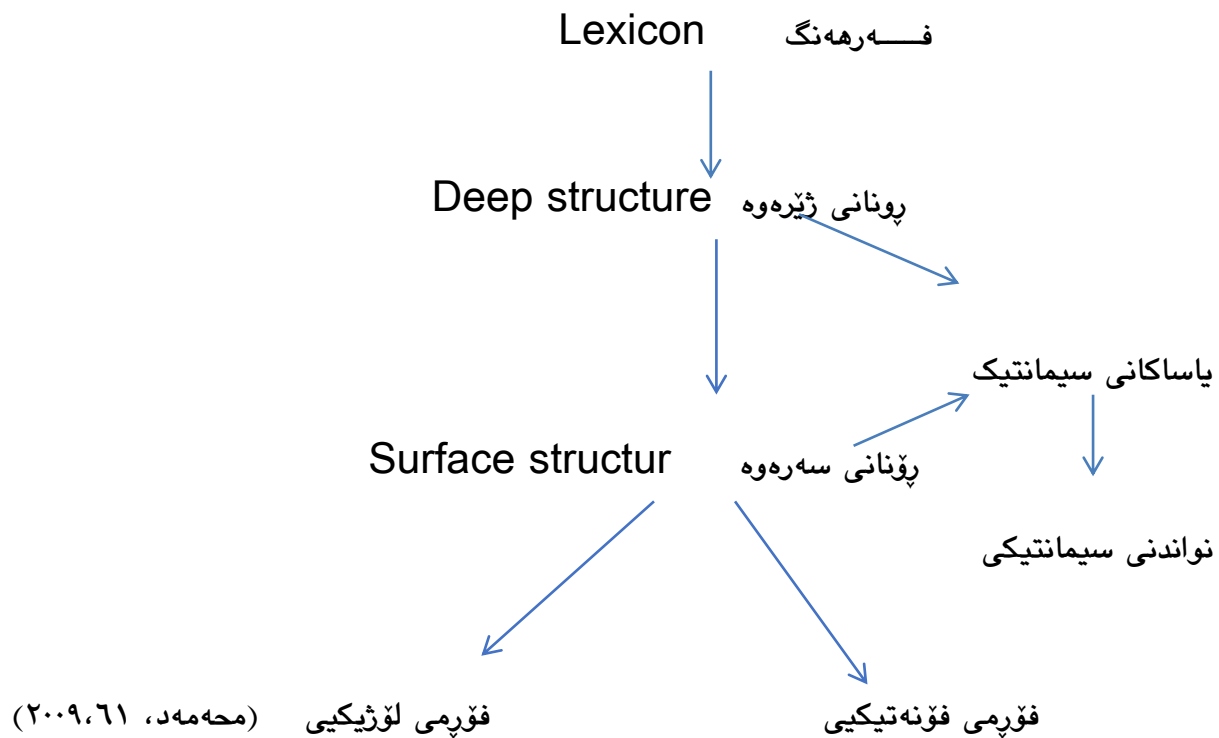 Lexicon فـــەرهەنگ
Deep structure ڕونانی ژێرەوە
یاساکانی سیمانتیک
Surface structur ڕۆنانی سەرەوە
نواندنی سیمانتیکی
فۆڕمی فۆنەتیکیی فۆڕمی لۆژیکیی (محەمەد، ٢٠٠٩،٦١)